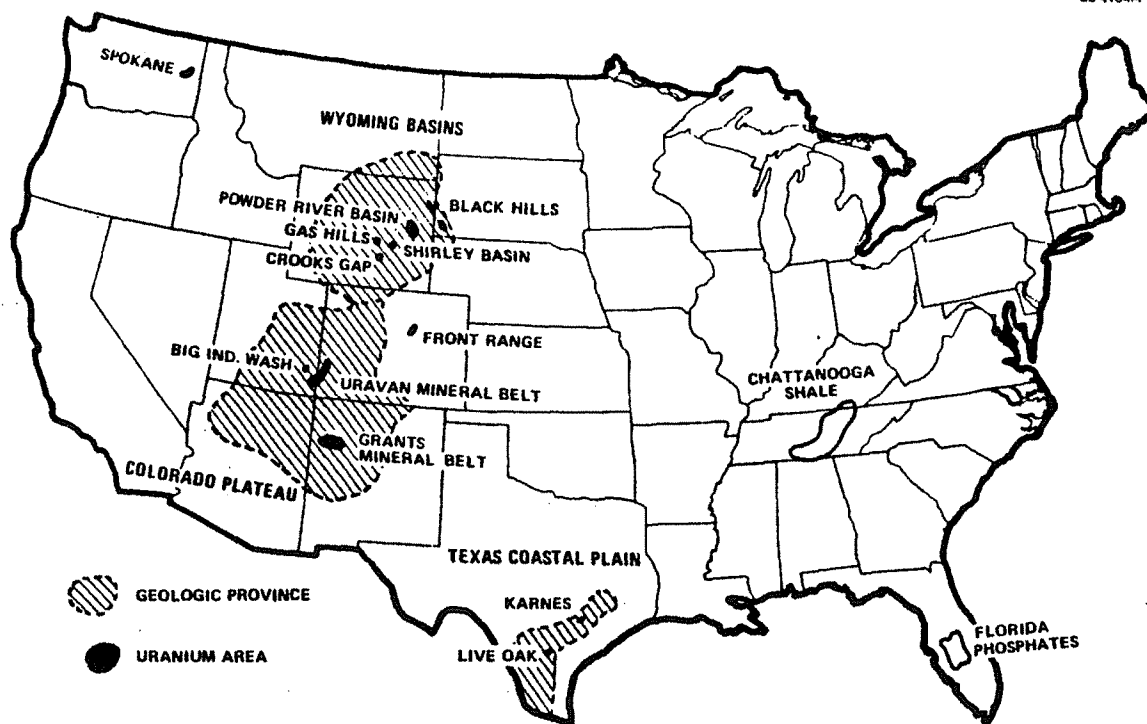 SPOKANE
WYOMING BASINS
POWDER RIVER BASIN
BLACK HILLS
GAS HILLS
SHIRLEY BASIN
CROOKS GAP
FRONT RANGE
BIG IND. WASH
URAVAN MINERAL BELT
CHATTANOOGA
SHALE
GRANTS
MINERAL BELT
COLORADO PLATEAU
TEXAS COASTAL PLAIN
GEOLOGIC PROVINCE
KARNES
LIVE OAK
URANIUM AREA
FLORIDA
PHOSPHATES